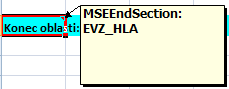 MSEEndSection:
EVZ_HLA
Konec oblasti: